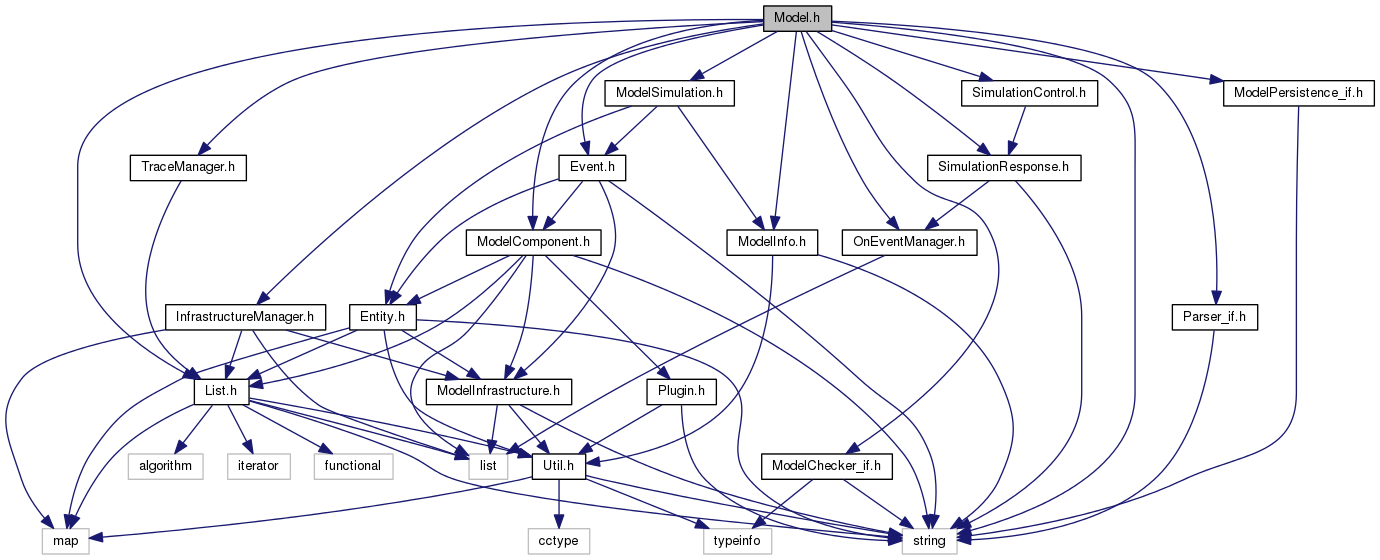 Model.h
ModelSimulation.h
SimulationControl.h
ModelPersistence_if.h
TraceManager.h
Event.h
SimulationResponse.h
ModelComponent.h
ModelInfo.h
OnEventManager.h
InfrastructureManager.h
Entity.h
Parser_if.h
List.h
ModelInfrastructure.h
Plugin.h
algorithm
iterator
functional
list
Util.h
ModelChecker_if.h
map
cctype
typeinfo
string